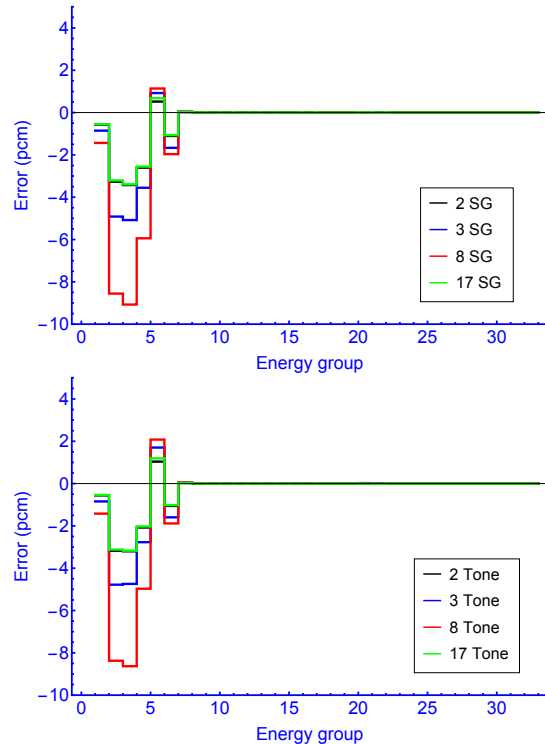 4
2
0
−2
−4
−6
−8
−10
Error (pcm)
2 SG
3 SG
8 SG
17 SG
0 5 10 15 20 25 30
Energy group
4
2
0
−2
−4
−6
−8
−10
Error (pcm)
2 Tone
3 Tone
8 Tone
17 Tone
0 5 10 15 20 25 30
Energy group